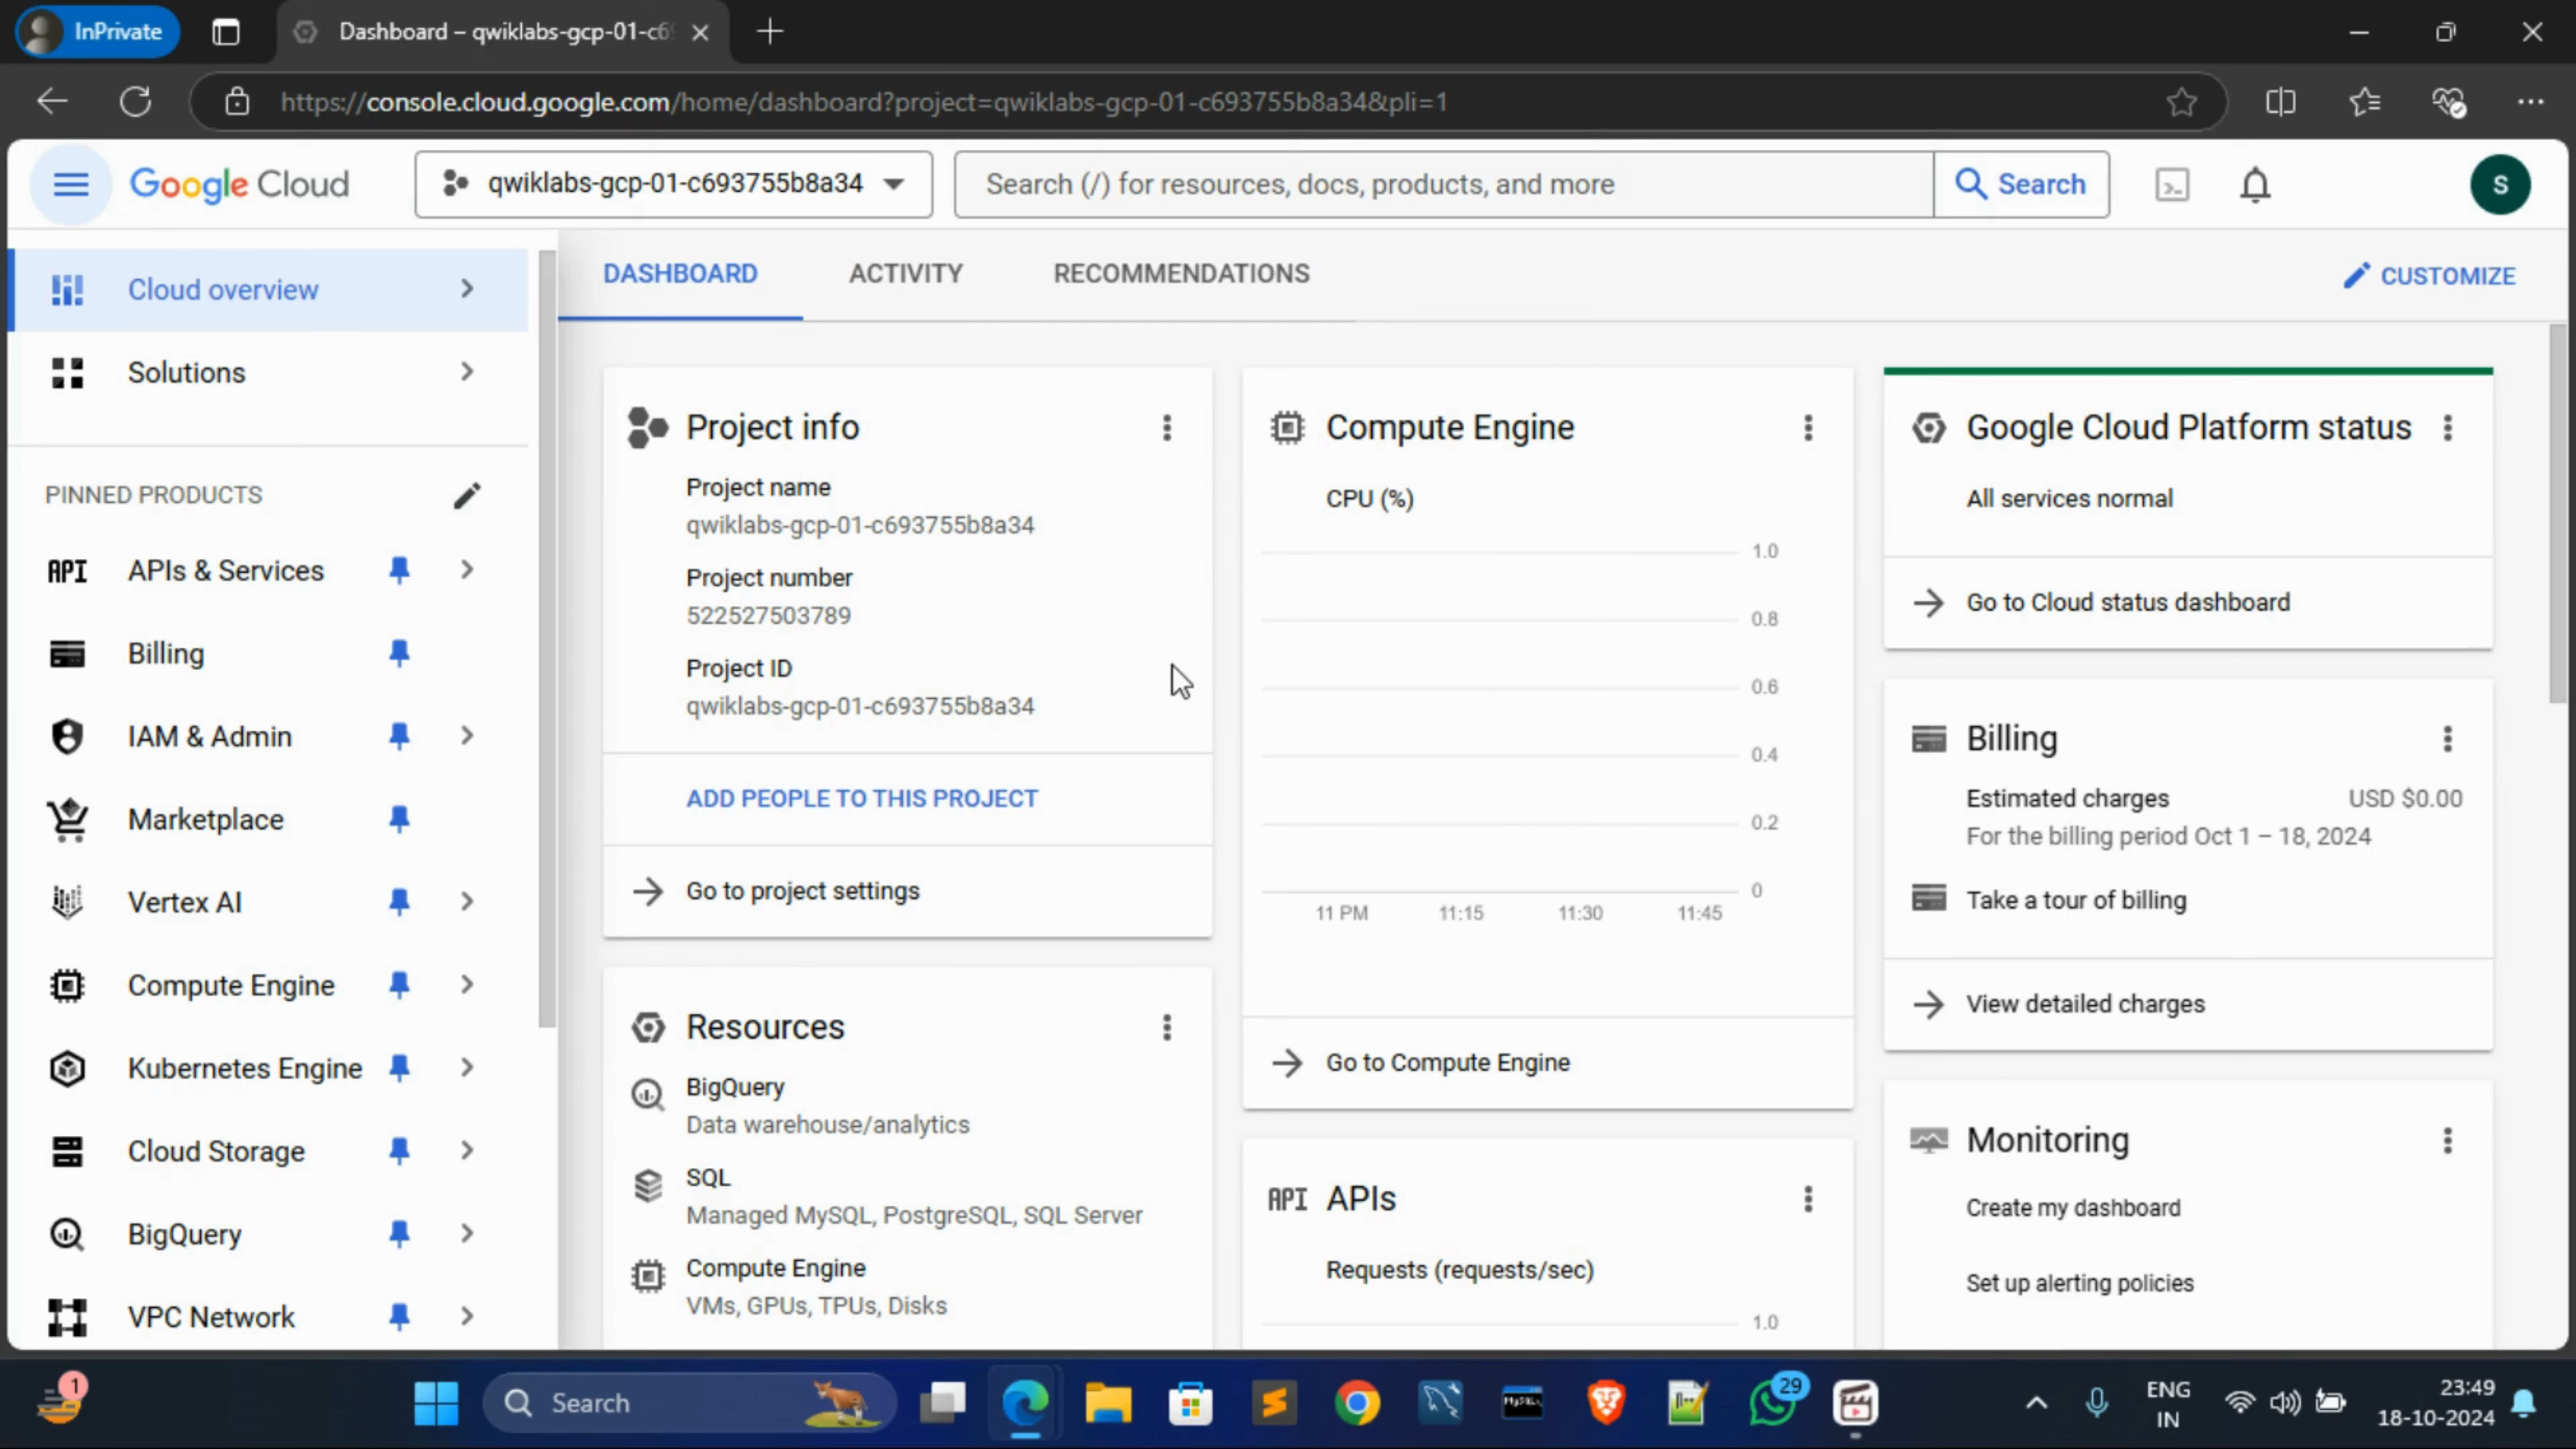 InPrivate
Dashboard – qwiklabs-gcp-01-c6
https://console.cloud.google.com/home/dashboard?project=qwiklabs-gcp-01-c693755b8a34&pli=1
Google Cloud
qwiklabs-gcp-01-c693755b8a34
Search (/) for resources, docs, products, and more
Search
S
Cloud overview
Solutions
PINNED PRODUCTS
API APIs & Services
Billing
IAM & Admin
Marketplace
Vertex AI
Compute Engine
Kubernetes Engine
Cloud Storage
BigQuery
VPC Network
DASHBOARD
ACTIVITY
RECOMMENDATIONS
CUSTOMIZE
Project info
Project name
qwiklabs-gcp-01-c693755b8a34
Project number
522527503789
Project ID
qwiklabs-gcp-01-c693755b8a34
ADD PEOPLE TO THIS PROJECT
Go to project settings
Resources
BigQuery
Data warehouse/analytics
SQL
Managed MySQL, PostgreSQL, SQL Server
Compute Engine
VMs, GPUs, TPUs, Disks
Compute Engine
CPU (%)
1.0
0.8
0.6
0.4
0.2
0
11 PM 11:15 11:30 11:45
Go to Compute Engine
API APIs
Requests (requests/sec)
1.0
Google Cloud Platform status
All services normal
Go to Cloud status dashboard
Billing
Estimated charges USD $0.00
For the billing period Oct 1 – 18, 2024
Take a tour of billing
View detailed charges
Monitoring
Create my dashboard
Set up alerting policies
1
Search
MySQL
29
ENG
IN
23:49
18-10-2024